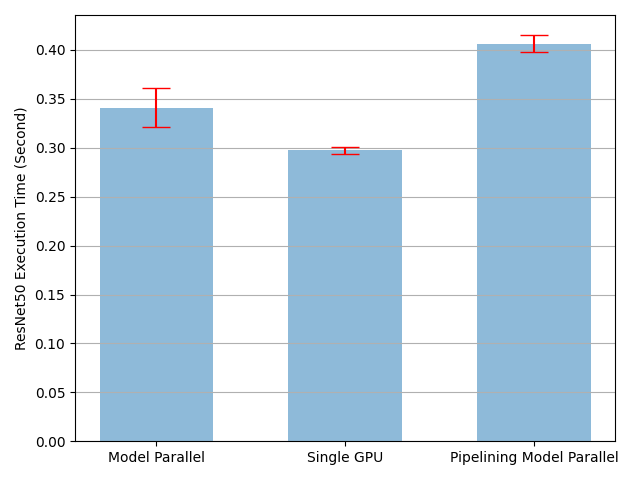 ResNet50 Execution Time (Second)
0.40
0.35
0.30
0.25
0.20
0.15
0.10
0.05
0.00
Model Parallel
Single GPU
Pipelining Model Parallel